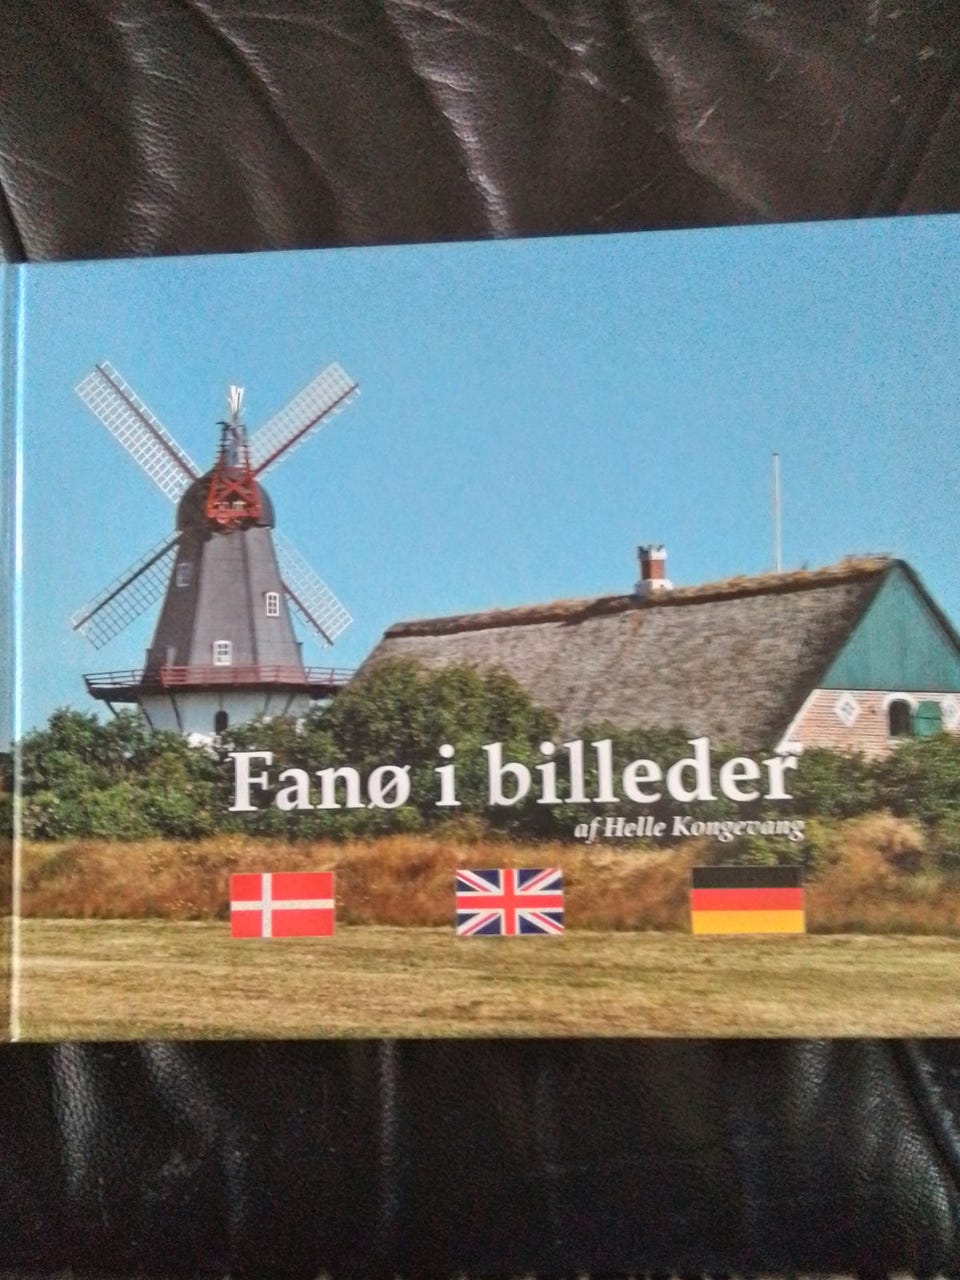 Fanø i billeder
af Helle Kongevang